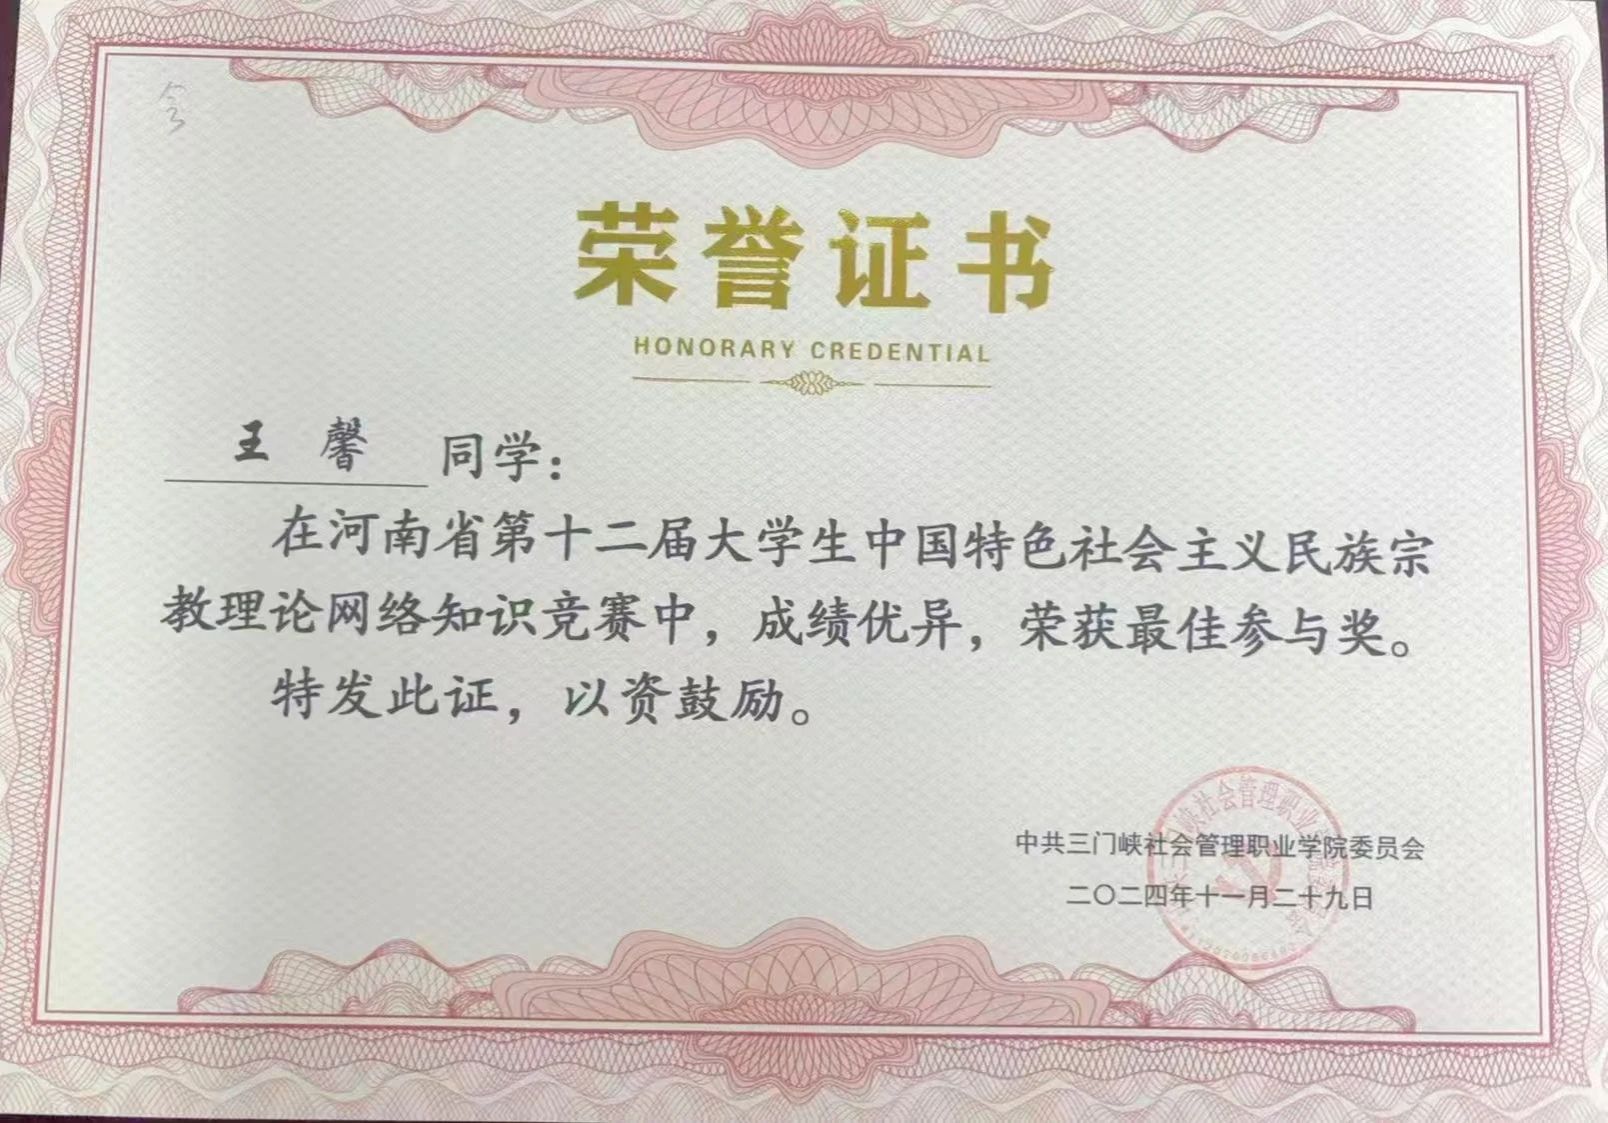 荣誉证书
HONORARY CREDENTIAL
王 馨 同学：
在河南省第十二届大学生中国特色社会主义民族宗
教理论网络知识竞赛中，成绩优异，荣获最佳参与奖。
特发此证，以资鼓励。
中共三门峡社会管理职业学院委员会
二〇二四年十一月二十九日